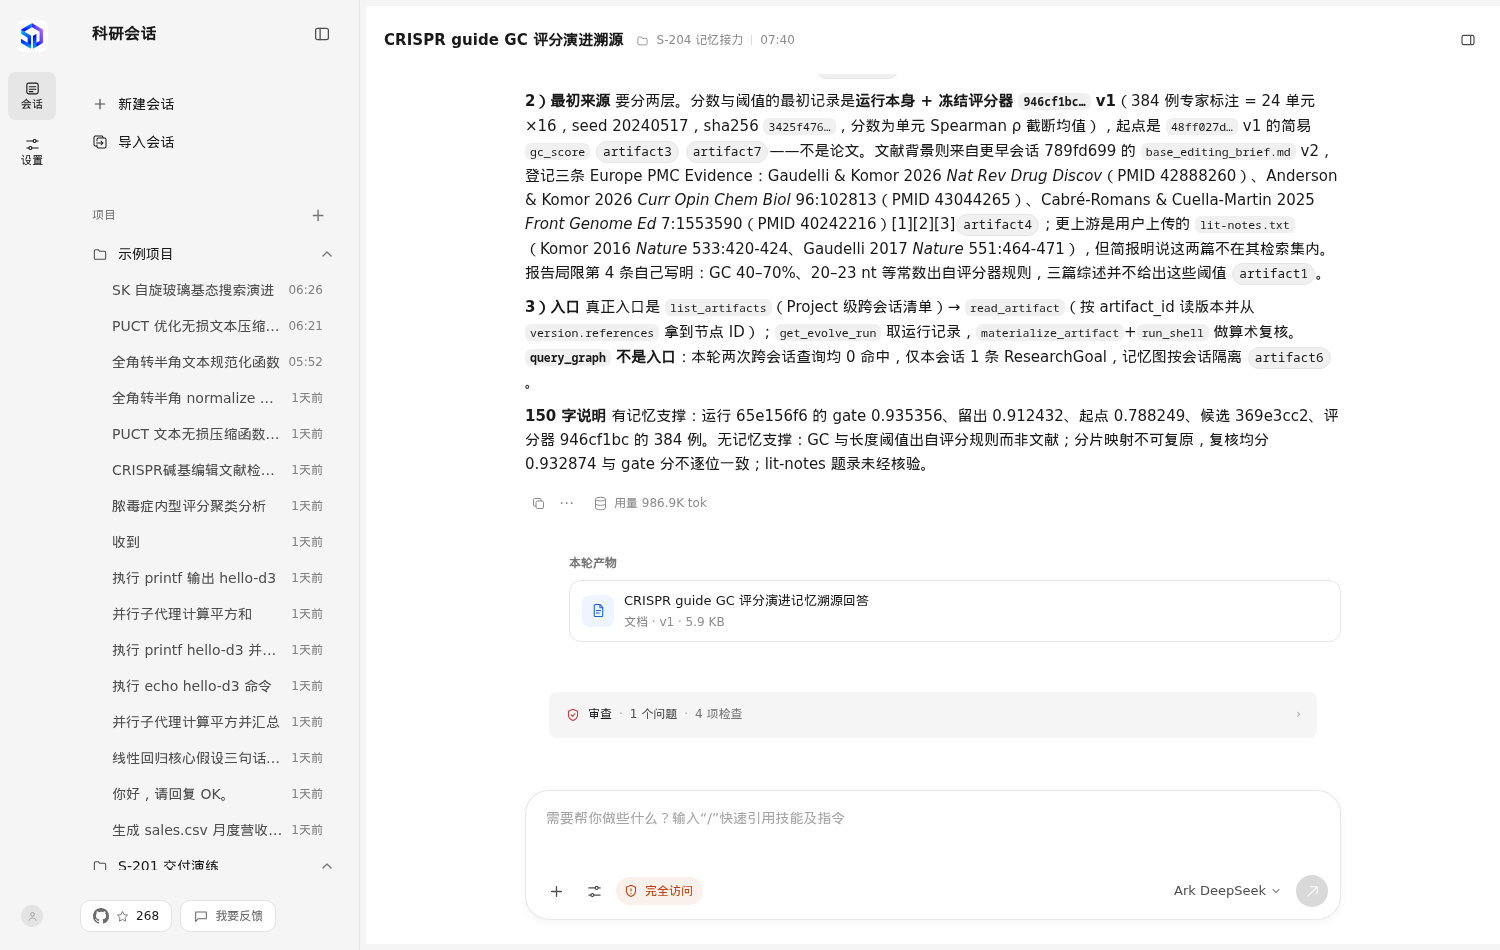 科研会话
会话
设置
新建会话
导入会话
项目
示例项目
SK 自旋玻璃基态搜索演进 06:26
PUCT 优化无损文本压缩… 06:21
全角转半角文本规范化函数 05:52
全角转半角 normalize … 1天前
PUCT 文本无损压缩函数… 1天前
CRISPR碱基编辑文献检… 1天前
脓毒症内型评分聚类分析 1天前
收到 1天前
执行 printf 输出 hello-d3 1天前
并行子代理计算平方和 1天前
执行 printf hello-d3 并… 1天前
执行 echo hello-d3 命令 1天前
并行子代理计算平方并汇总 1天前
线性回归核心假设三句话… 1天前
你好，请回复 OK。 1天前
生成 sales.csv 月度营收… 1天前
S-201 交付演练
268
我要反馈
CRISPR guide GC 评分演进溯源 S-204 记忆接力 07:40
2）最初来源 要分两层。分数与阈值的最初记录是运行本身 + 冻结评分器 946cf1bc… v1（384 例专家标注 = 24 单元
×16，seed 20240517，sha256 3425f476…，分数为单元 Spearman ρ 截断均值），起点是 48ff027d… v1 的简易
gc_score artifact3 artifact7——不是论文。文献背景则来自更早会话 789fd699 的 base_editing_brief.md v2，
登记三条 Europe PMC Evidence：Gaudelli & Komor 2026 Nat Rev Drug Discov（PMID 42888260）、Anderson
& Komor 2026 Curr Opin Chem Biol 96:102813（PMID 43044265）、Cabré-Romans & Cuella-Martin 2025
Front Genome Ed 7:1553590（PMID 40242216）[1][2][3] artifact4；更上游是用户上传的 lit-notes.txt
（Komor 2016 Nature 533:420-424、Gaudelli 2017 Nature 551:464-471），但简报明说这两篇不在其检索集内。
报告局限第 4 条自己写明：GC 40–70%、20–23 nt 等常数出自评分器规则，三篇综述并不给出这些阈值 artifact1。
3）入口 真正入口是 list_artifacts（Project 级跨会话清单）→ read_artifact（按 artifact_id 读版本并从
version.references 拿到节点 ID）；get_evolve_run 取运行记录，materialize_artifact+run_shell 做算术复核。
query_graph 不是入口：本轮两次跨会话查询均 0 命中，仅本会话 1 条 ResearchGoal，记忆图按会话隔离 artifact6
。
150 字说明 有记忆支撑：运行 65e156f6 的 gate 0.935356、留出 0.912432、起点 0.788249、候选 369e3cc2、评
分器 946cf1bc 的 384 例。无记忆支撑：GC 与长度阈值出自评分规则而非文献；分片映射不可复原，复核均分
0.932874 与 gate 分不逐位一致；lit-notes 题录未经核验。
用量 986.9K tok
本轮产物
CRISPR guide GC 评分演进记忆溯源回答
文档 · v1 · 5.9 KB
审查 · 1 个问题 · 4 项检查
需要帮你做些什么？输入“/”快速引用技能及指令
完全访问
Ark DeepSeek